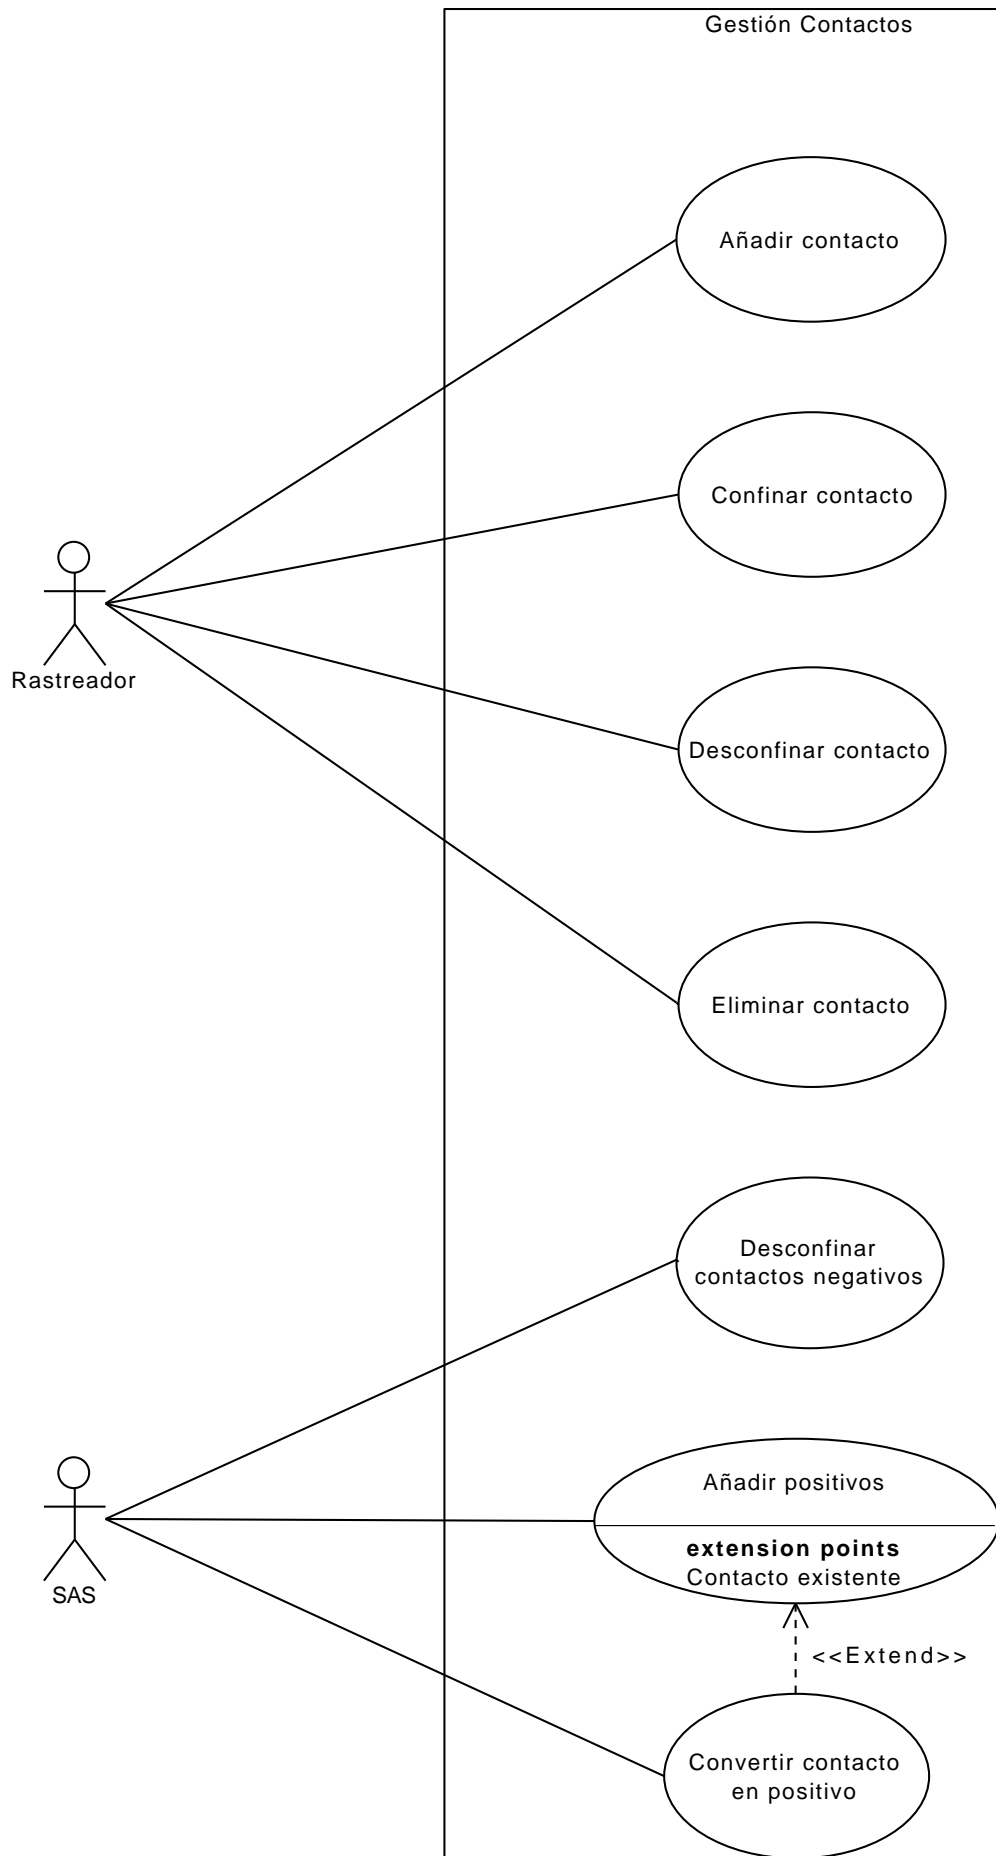 Gestión Contactos
Añadir contacto
Confinar contacto
Rastreador
Desconfinar contacto
Eliminar contacto
Desconfinar
contactos negativos
Añadir positivos
extension points
Contacto existente
SAS
<<Extend>>
Convertir contacto
en positivo